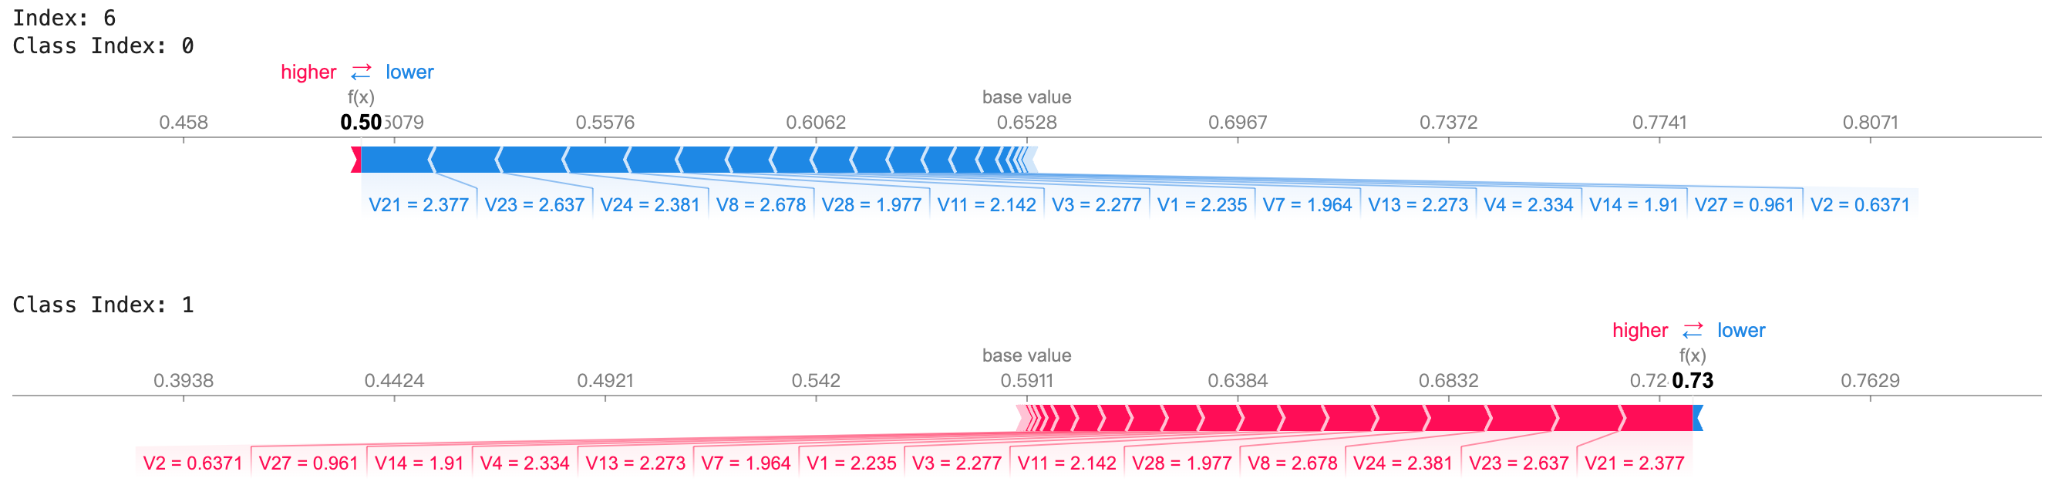 Index: 6
Class Index: 0
higher ⇄ lower
f(x) base value
0.458 0.50 5079 0.5576 0.6062 0.6528 0.6967 0.7372 0.7741 0.8071
V21 = 2.377 V23 = 2.637 V24 = 2.381 V8 = 2.678 V28 = 1.977 V11 = 2.142 V3 = 2.277 V1 = 2.235 V7 = 1.964 V13 = 2.273 V4 = 2.334 V14 = 1.91 V27 = 0.961 V2 = 0.6371
Class Index: 1
higher ⇄ lower
base value f(x)
0.3938 0.4424 0.4921 0.542 0.5911 0.6384 0.6832 0.72 0.73 0.7629
V2 = 0.6371 V27 = 0.961 V14 = 1.91 V4 = 2.334 V13 = 2.273 V7 = 1.964 V1 = 2.235 V3 = 2.277 V11 = 2.142 V28 = 1.977 V8 = 2.678 V24 = 2.381 V23 = 2.637 V21 = 2.377